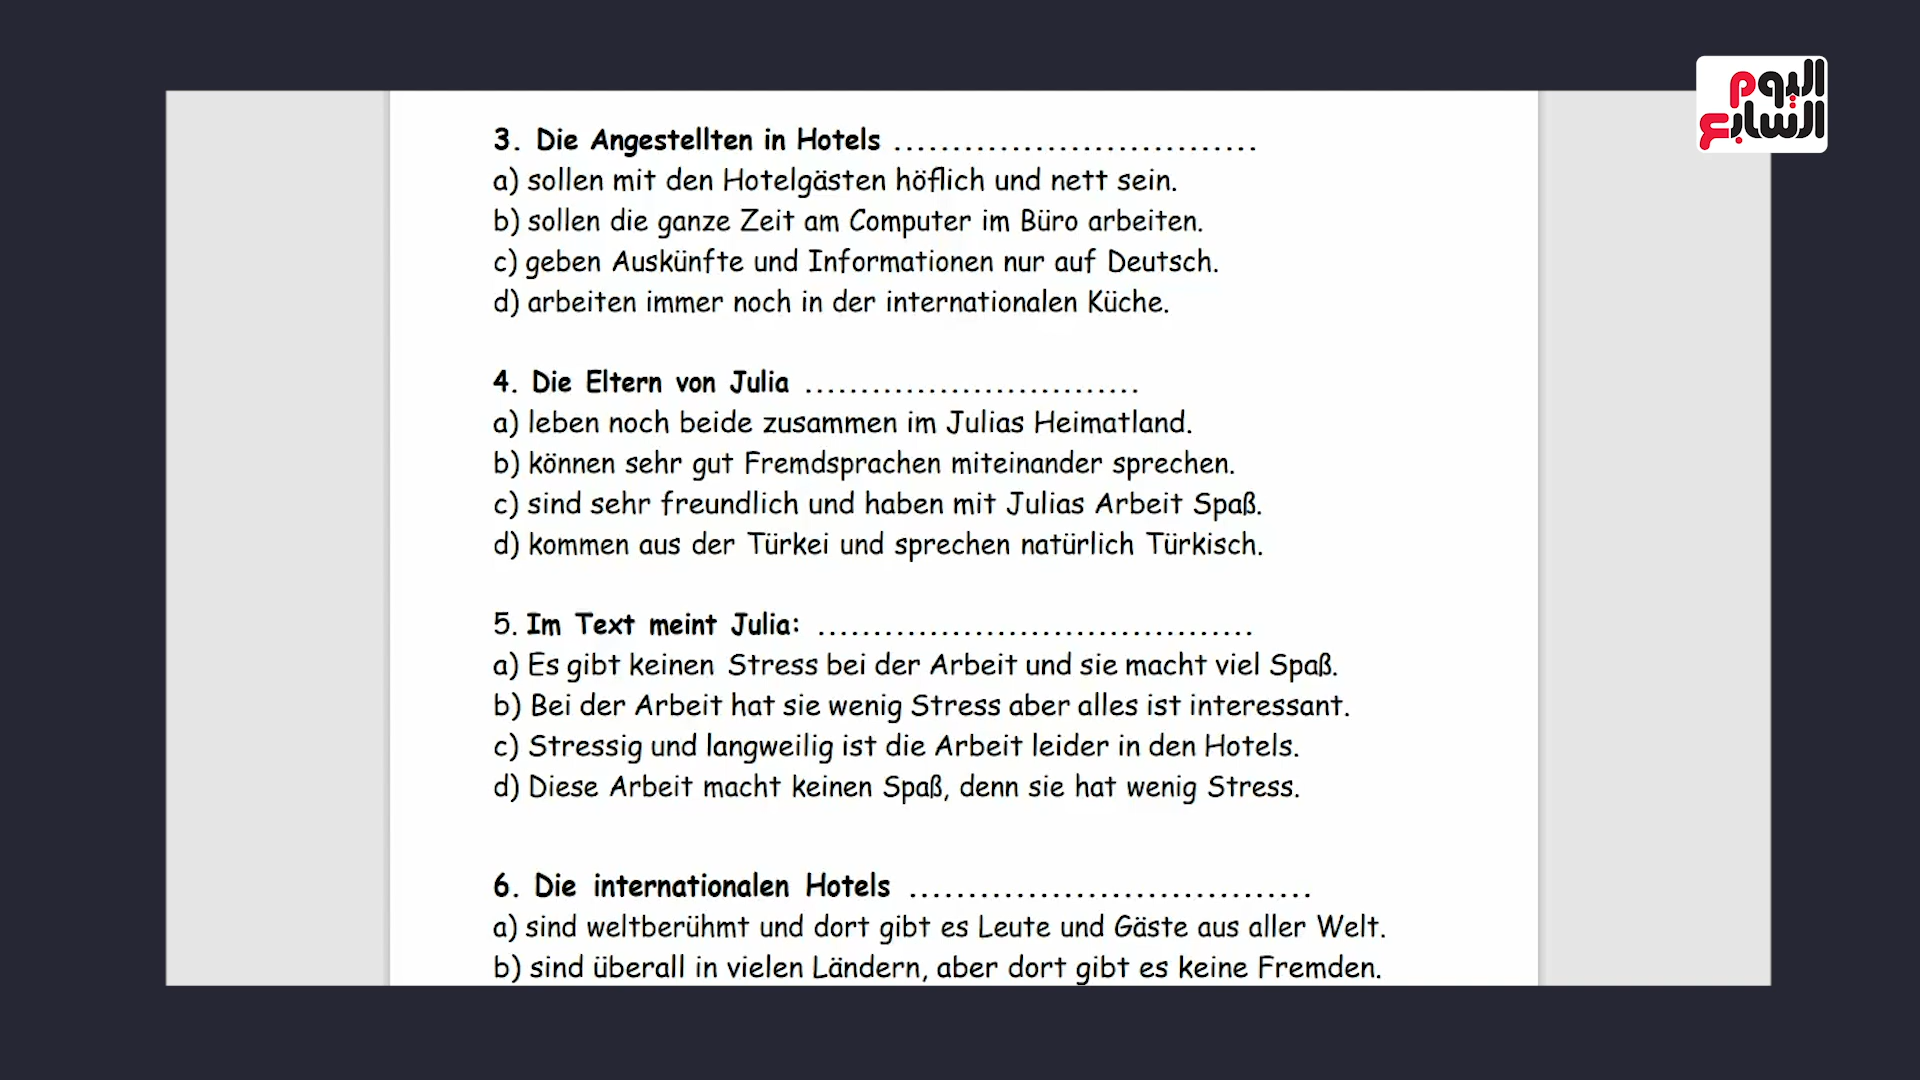 اليوم
السابع
3. Die Angestellten in Hotels ...............................
a) sollen mit den Hotelgästen höflich und nett sein.
b) sollen die ganze Zeit am Computer im Büro arbeiten.
c) geben Auskünfte und Informationen nur auf Deutsch.
d) arbeiten immer noch in der internationalen Küche.
4. Die Eltern von Julia ..............................
a) leben noch beide zusammen im Julias Heimatland.
b) können sehr gut Fremdsprachen miteinander sprechen.
c) sind sehr freundlich und haben mit Julias Arbeit Spaß.
d) kommen aus der Türkei und sprechen natürlich Türkisch.
5. Im Text meint Julia: ......................................
a) Es gibt keinen Stress bei der Arbeit und sie macht viel Spaß.
b) Bei der Arbeit hat sie wenig Stress aber alles ist interessant.
c) Stressig und langweilig ist die Arbeit leider in den Hotels.
d) Diese Arbeit macht keinen Spaß, denn sie hat wenig Stress.
6. Die internationalen Hotels ..................................
a) sind weltberühmt und dort gibt es Leute und Gäste aus aller Welt.
b) sind überall in vielen Ländern, aber dort gibt es keine Fremden.